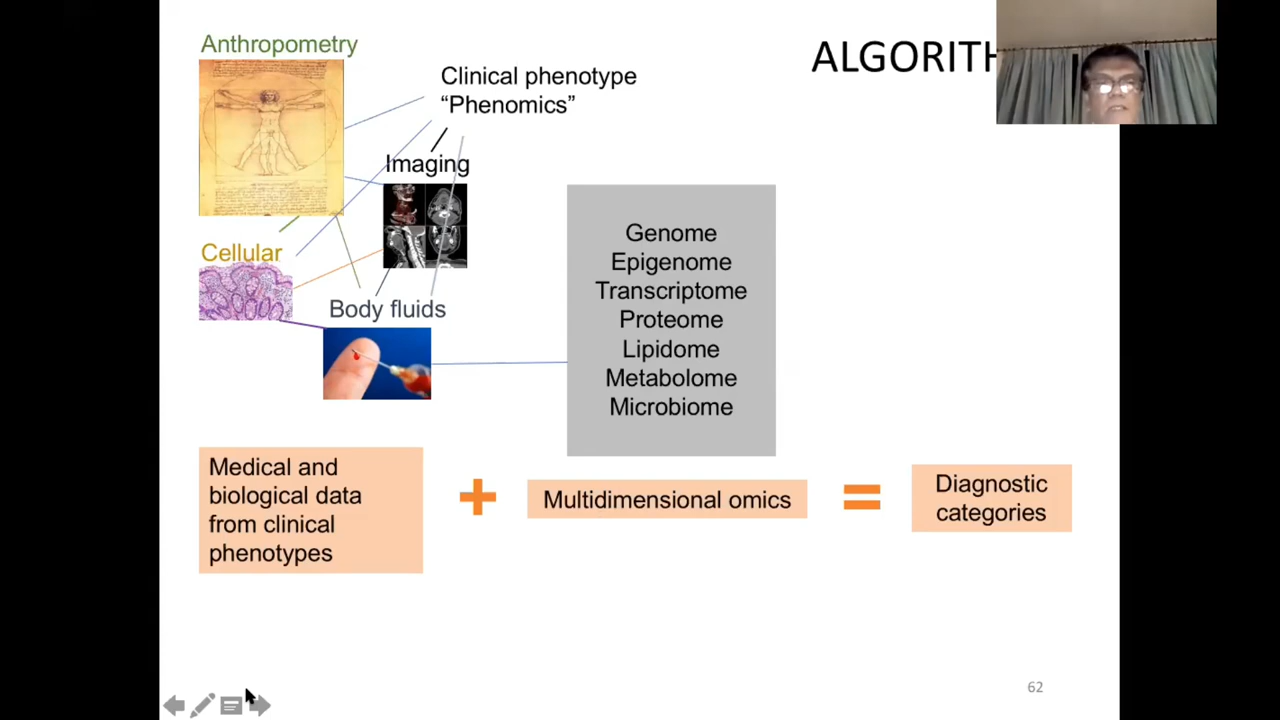 Anthropometry
ALGORITH
Clinical phenotype
“Phenomics”
Imaging
Cellular
Body fluids
Genome
Epigenome
Transcriptome
Proteome
Lipidome
Metabolome
Microbiome
Medical and
biological data
from clinical
phenotypes
+
Multidimensional omics
=
Diagnostic
categories
62